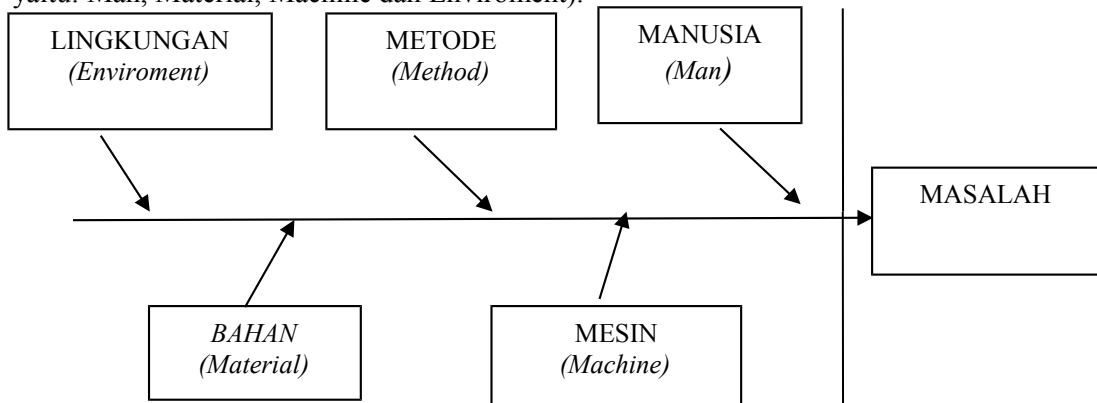 yaitu: Man, Material, Machine dan Enviroment).
LINGKUNGAN
(Enviroment)
METODE
(Method)
MANUSIA
(Man)
MASALAH
BAHAN
(Material)
MESIN
(Machine)